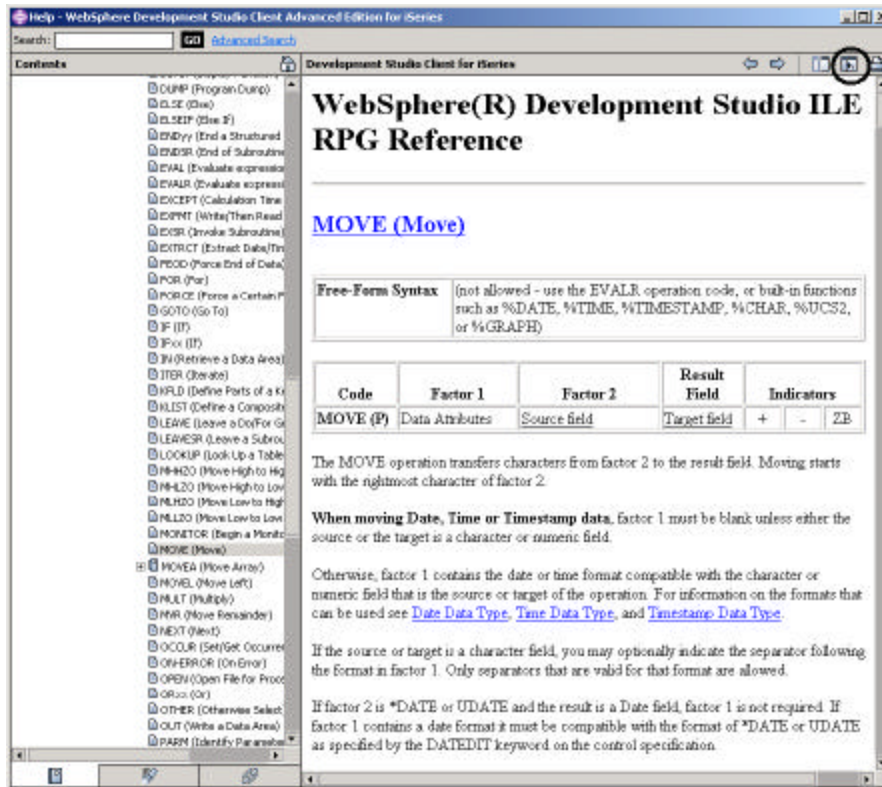 Help - WebSphere Development Studio Client Advanced Edition for iSeries
Search: GO Advanced Search
Contents
DUMP (Program Dump)
ELSE (Else)
ELSEIF (Else If)
ENDyy (End a Structured
ENDSR (End of Subroutine
EVAL (Evaluate expression
EVALR (Evaluate expressi
EXCEPT (Calculation Time
EXFMT (Write/Then Read
EXSR (Invoke Subroutine)
EXTRCT (Extract Date/Tim
FEOD (Force End of Data)
FOR (For)
FORCE (Force a Certain F
GOTO (Go To)
IF (If)
IFxx (If)
IN (Retrieve a Data Area)
ITER (Iterate)
KFLD (Define Parts of a Ke
KLIST (Define a Composite
LEAVE (Leave a Do/For Gr
LEAVESR (Leave a Subrou
LOOKUP (Look Up a Table
MHHZO (Move High to Hig
MHLZO (Move High to Low
MLHZO (Move Low to High
MLLZO (Move Low to Low
MONITOR (Begin a Monito
MOVE (Move)
MOVEA (Move Array)
MOVEL (Move Left)
MULT (Multiply)
MVR (Move Remainder)
NEXT (Next)
OCCUR (Set/Get Occurren
ON-ERROR (On Error)
OPEN (Open File for Proce
ORxx (Or)
OTHER (Otherwise Select
OUT (Write a Data Area)
PARM (Identify Parameter
Development Studio Client for iSeries
WebSphere(R) Development Studio ILE
RPG Reference
MOVE (Move)
Free-Form Syntax (not allowed - use the EVALR operation code, or built-in functions
such as %DATE, %TIME, %TIMESTAMP, %CHAR, %UCS2,
or %GRAPH)
Code Factor 1 Factor 2 Result Field Indicators
MOVE (P) Data Attributes Source field Target field + - ZB
The MOVE operation transfers characters from factor 2 to the result field. Moving starts
with the rightmost character of factor 2.
When moving Date, Time or Timestamp data, factor 1 must be blank unless either the
source or the target is a character or numeric field.
Otherwise, factor 1 contains the date or time format compatible with the character or
numeric field that is the source or target of the operation. For information on the formats that
can be used see Date Data Type, Time Data Type, and Timestamp Data Type.
If the source or target is a character field, you may optionally indicate the separator following
the format in factor 1. Only separators that are valid for that format are allowed.
If factor 2 is *DATE or UDATE and the result is a Date field, factor 1 is not required. If
factor 1 contains a date format it must be compatible with the format of *DATE or UDATE
as specified by the DATEDIT keyword on the control specification.